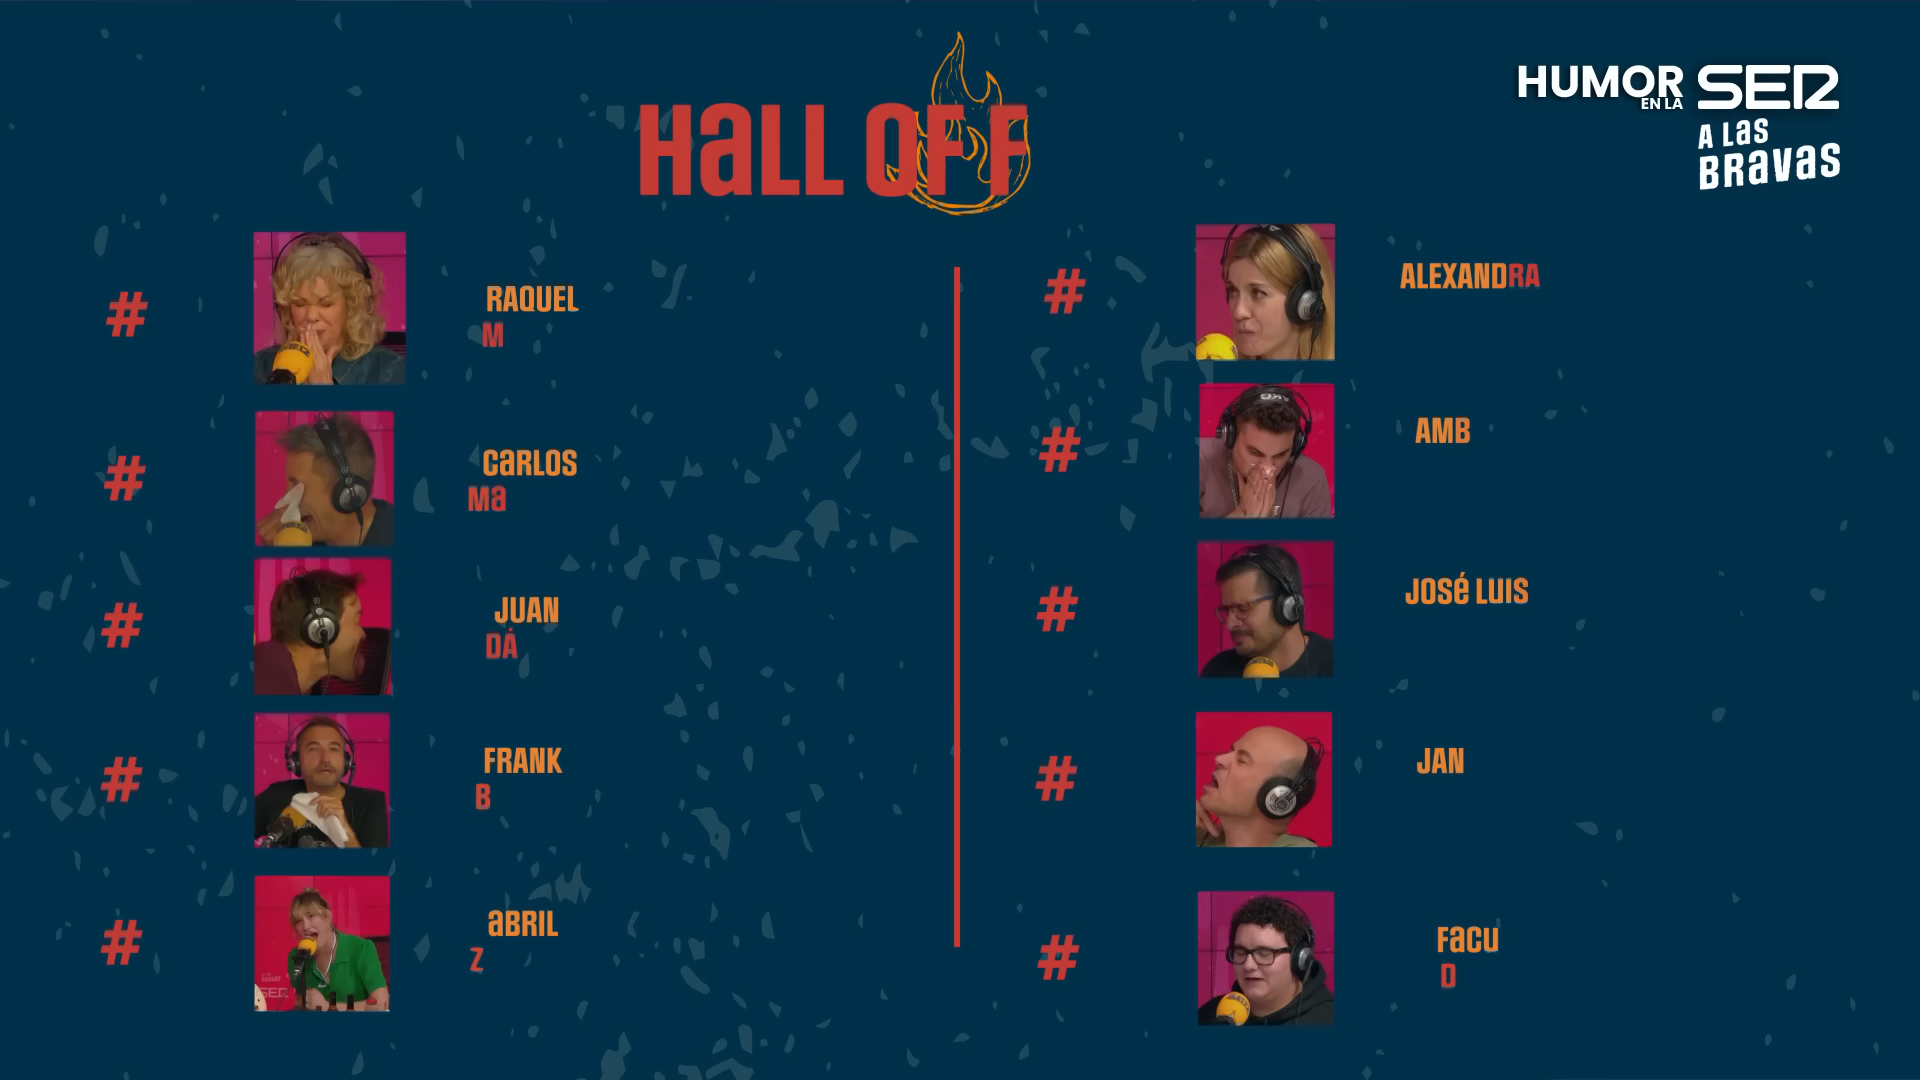 HaLL OFF
HUMOR
EN LA
SER
A Las
BRavas
#
RAQUEL
M
#
caRLOS
Ma
#
JUAN
DÁ
#
FRANK
B
#
aBRIL
Z
#
ALEXANDRA
#
AMB
#
JOSé LUIS
#
JAN
#
Facu
D